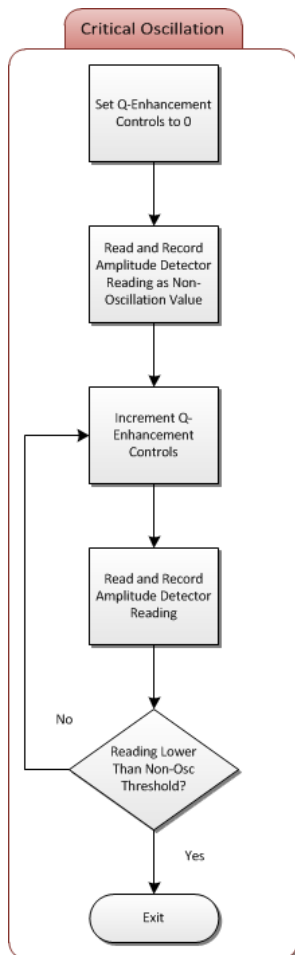 Critical Oscillation
Set Q-Enhancement
Controls to 0
Read and Record
Amplitude Detector
Reading as Non-
Oscillation Value
Increment Q-
Enhancement
Controls
Read and Record
Amplitude Detector
Reading
No
Reading Lower
Than Non-Osc
Threshold?
Yes
Exit